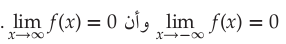 lim_{x→−∞} f(x) = 0 وأن lim_{x→∞} f(x) = 0.